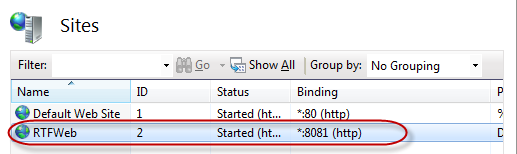 Sites
Filter: Go Show All Group by: No Grouping
Name ID Status Binding P
Default Web Site 1 Started (ht... *:80 (http) %
RTFWeb 2 Started (ht... *:8081 (http) D